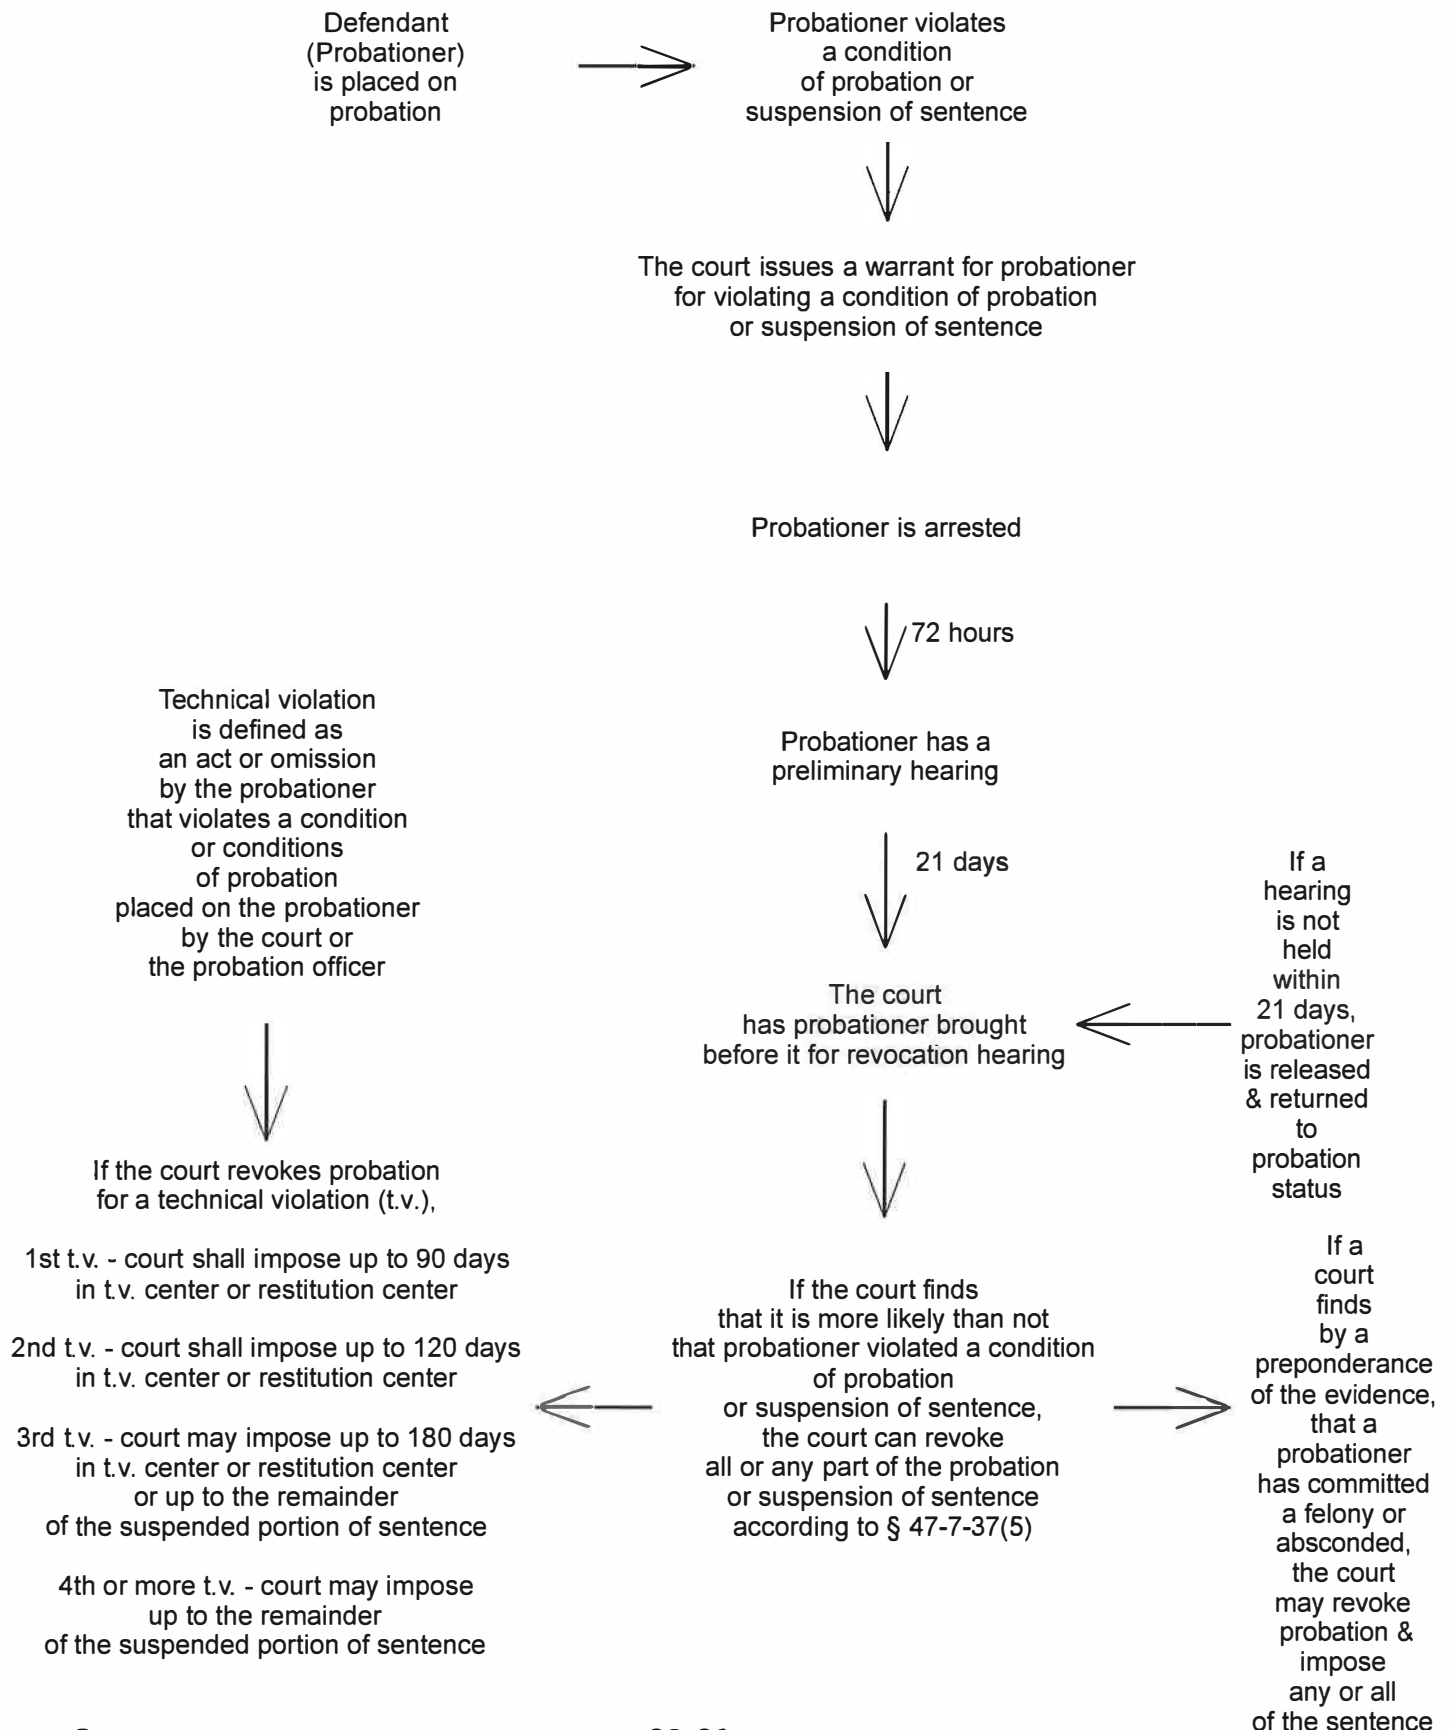 Defendant
(Probationer)
is placed on
probation
Probationer violates
a condition
of probation or
suspension of sentence
The court issues a warrant for probationer
for violating a condition of probation
or suspension of sentence
Probationer is arrested
72 hours
Probationer has a
preliminary hearing
21 days
The court
has probationer brought
before it for revocation hearing
If a
hearing
is not
held
within
21 days,
probationer
is released
& returned
to
probation
status
If the court finds
that it is more likely than not
that probationer violated a condition
of probation
or suspension of sentence,
the court can revoke
all or any part of the probation
or suspension of sentence
according to § 47-7-37(5)
Technical violation
is defined as
an act or omission
by the probationer
that violates a condition
or conditions
of probation
placed on the probationer
by the court or
the probation officer
If the court revokes probation
for a technical violation (t.v.),
1st t.v. - court shall impose up to 90 days
in t.v. center or restitution center
2nd t.v. - court shall impose up to 120 days
in t.v. center or restitution center
3rd t.v. - court may impose up to 180 days
in t.v. center or restitution center
or up to the remainder
of the suspended portion of sentence
4th or more t.v. - court may impose
up to the remainder
of the suspended portion of sentence
If a
court
finds
by a
preponderance
of the evidence,
that a
probationer
has committed
a felony or
absconded,
the court
may revoke
probation &
impose
any or all
of the sentence